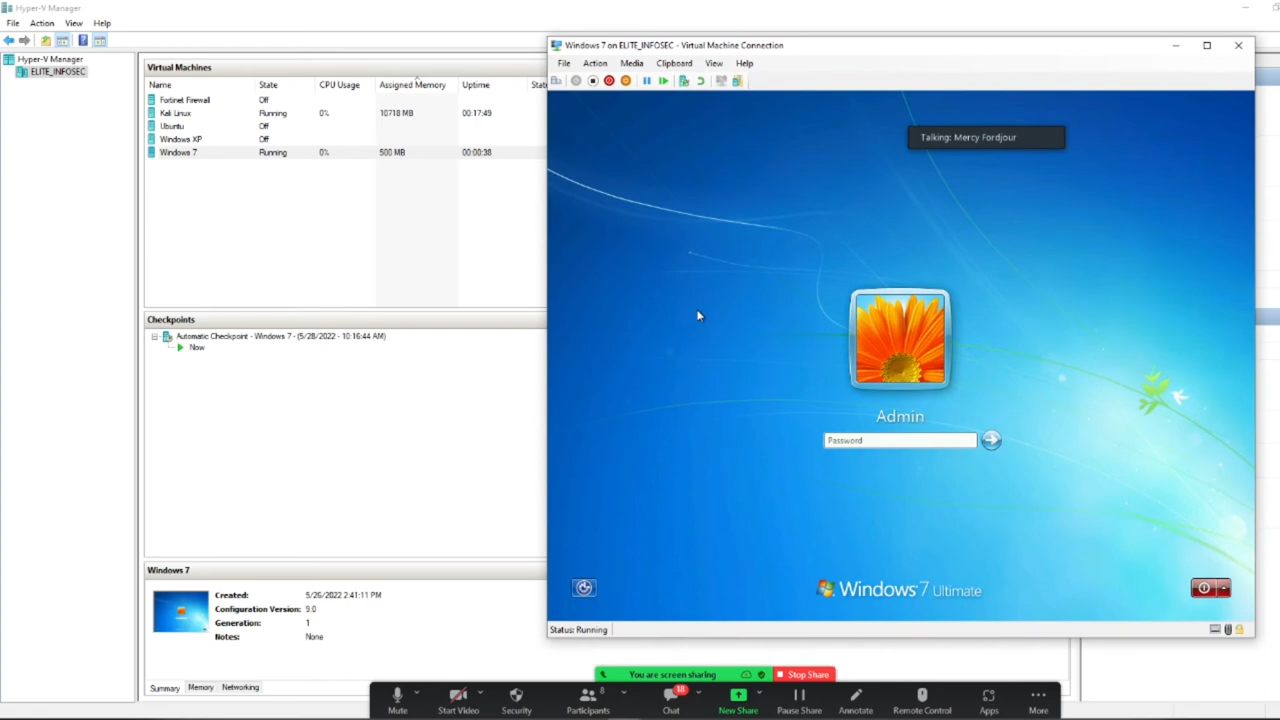 Hyper-V Manager
File Action View Help
Hyper-V Manager
ELITE_INFOSEC
Virtual Machines
Name State CPU Usage Assigned Memory Uptime
Fortinet Firewall Off
Kali Linux Running 0% 10718 MB 00:17:49
Ubuntu Off
Windows XP Off
Windows 7 Running 0% 500 MB 00:00:38
Checkpoints
Automatic Checkpoint - Windows 7 - (5/28/2022 - 10:16:44 AM)
Now
Windows 7
Created: 5/26/2022 2:41:11 PM
Configuration Version: 9.0
Generation: 1
Notes: None
Summary Memory Networking
Windows 7 on ELITE_INFOSEC - Virtual Machine Connection
File Action Media Clipboard View Help
Talking: Mercy Fordjour
Admin
Password
Windows 7 Ultimate
Status: Running
You are screen sharing Stop Share
8 18
Mute Start Video Security Participants Chat New Share Pause Share Annotate Remote Control Apps More